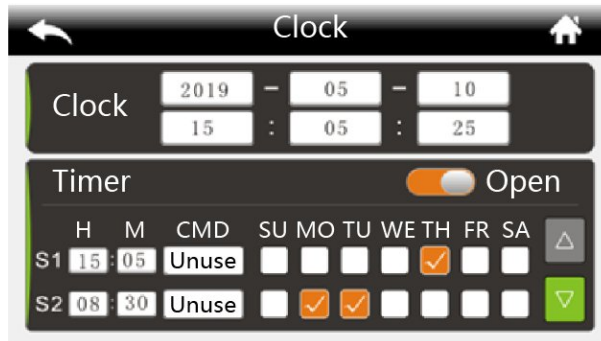 Clock
Clock 2019 - 05 - 10
15 : 05 : 25
Timer Open
H M CMD SU MO TU WE TH FR SA
S1 15:05 Unuse
S2 08:30 Unuse